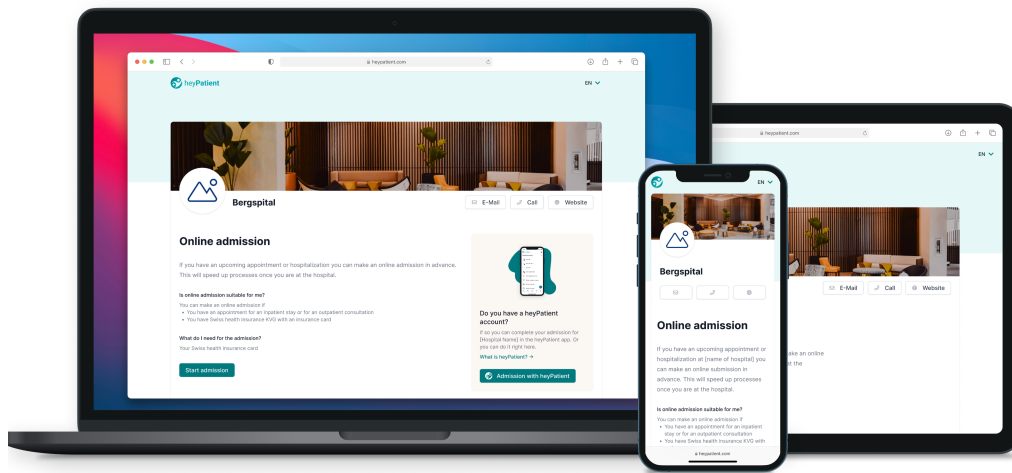 heypatient.com
heyPatient
EN
Bergspital
E-Mail
Call
Website
Online admission
If you have an upcoming appointment or hospitalization you can make an online admission in advance.
This will speed up processes once you are at the hospital.
Is online admission suitable for me?
You can make an online admission if
• You have an appointment for an inpatient stay or for an outpatient consultation
• You have Swiss health insurance KVG with an insurance card
What do I need for the admission?
Your Swiss health insurance card
Start admission
Do you have a heyPatient
account?
If so you can complete your admission for
[Hospital Name] in the heyPatient app. Or
you can do it right here.
What is heyPatient? →
Admission with heyPatient
EN
Bergspital
Online admission
If you have an upcoming appointment or
hospitalization at [name of hospital] you
can make an online submission in
advance. This will speed up processes
once you are at the hospital.
Is online admission suitable for me?
You can make an online admission if
• You have an appointment for an inpatient
stay or for an outpatient consultation
• You have Swiss health insurance KVG with
heypatient.com
heypatient.com
EN
E-Mail
Call
Website
ake an online
at the